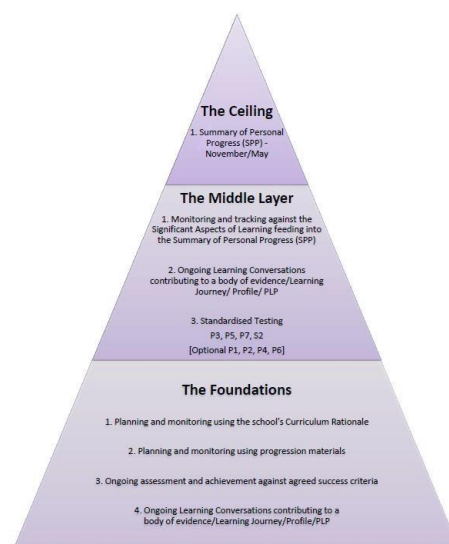 The Ceiling
1. Summary of Personal
Progress (SPP) -
November/May
The Middle Layer
1. Monitoring and tracking against the
Significant Aspects of Learning feeding into
the Summary of Personal Progress (SPP)
2. Ongoing Learning Conversations
contributing to a body of evidence/Learning
Journey/ Profile/ PLP
3. Standardised Testing
P3, P5, P7, S2
[Optional P1, P2, P4, P6]
The Foundations
1. Planning and monitoring using the school's Curriculum Rationale
2. Planning and monitoring using progression materials
3. Ongoing assessment and achievement against agreed success criteria
4. Ongoing Learning Conversations contributing to a
body of evidence/Learning Journey/Profile/PLP